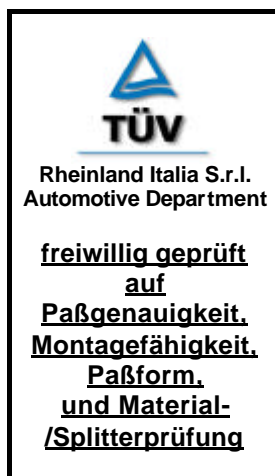 TÜV
Rheinland Italia S.r.l.
Automotive Department
freiwillig geprüft
auf
Paßgenauigkeit,
Montagefähigkeit,
Paßform,
und Material-
/Splitterprüfung